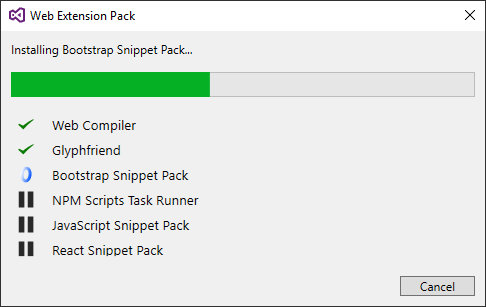 Web Extension Pack
Installing Bootstrap Snippet Pack...
Web Compiler
Glyphfriend
Bootstrap Snippet Pack
NPM Scripts Task Runner
JavaScript Snippet Pack
React Snippet Pack
Cancel